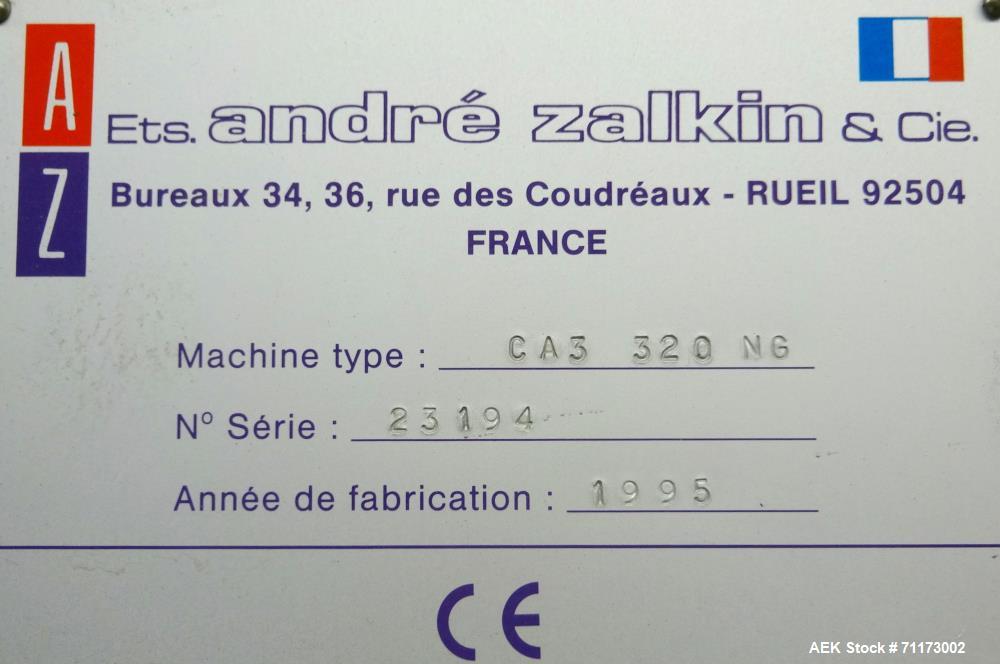 A
Z
Ets. andré zalkin & Cie.
Bureaux 34, 36, rue des Coudréaux - RUEIL 92504
FRANCE
Machine type : CA3 320 NG
Nº Série : 23194
Année de fabrication : 1995
CE
AEK Stock # 71173002